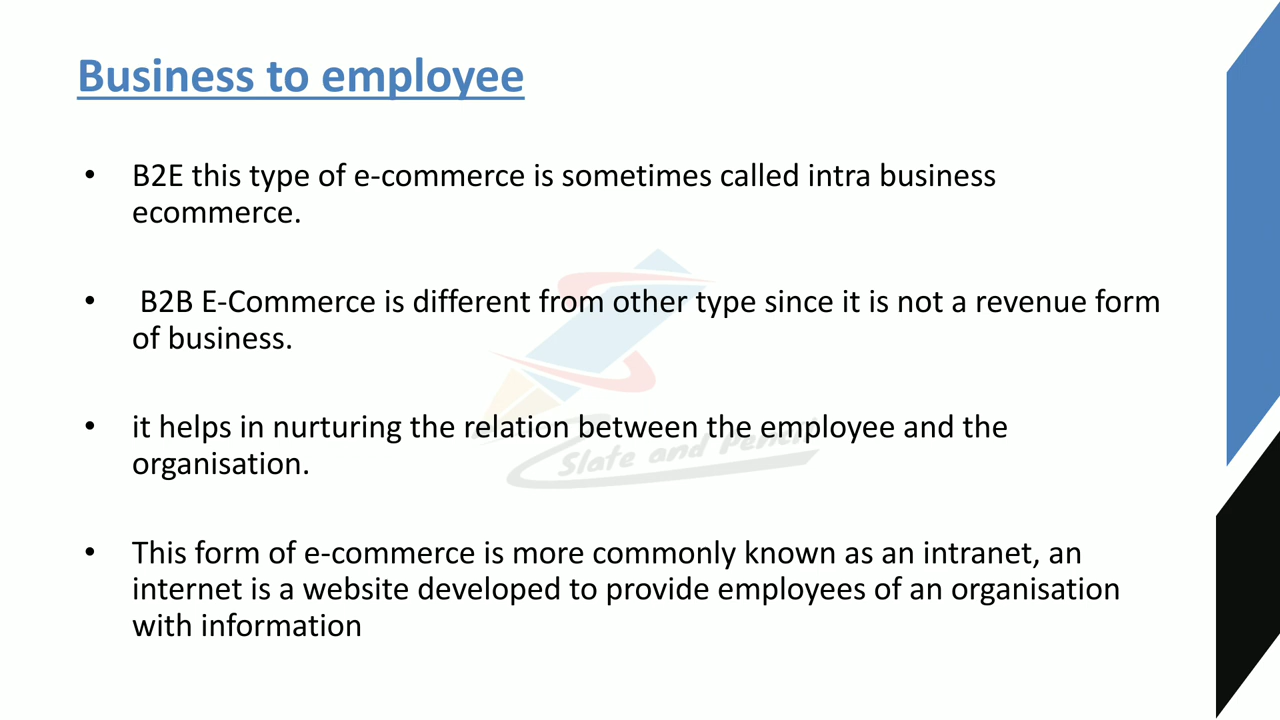 Business to employee
• B2E this type of e-commerce is sometimes called intra business
ecommerce.
• B2B E-Commerce is different from other type since it is not a revenue form
of business.
• it helps in nurturing the relation between the employee and the
organisation.
Slate and Pencil
• This form of e-commerce is more commonly known as an intranet, an
internet is a website developed to provide employees of an organisation
with information